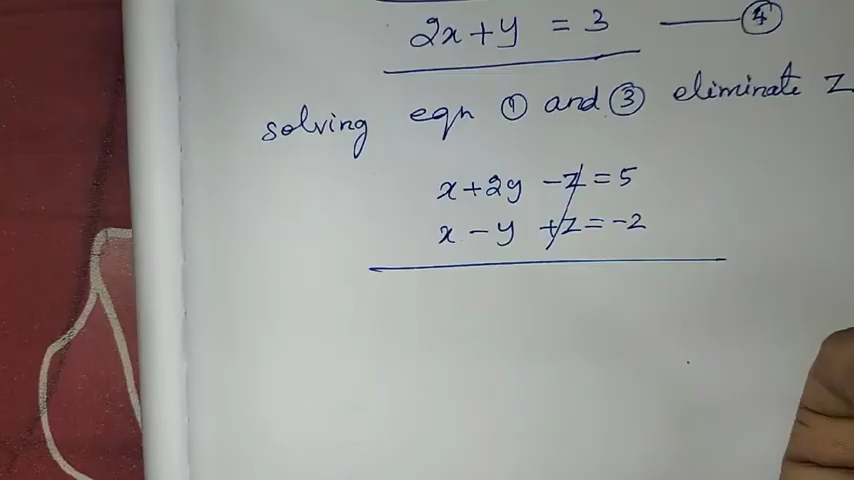 2x+y = 3 —— ④
solving eqn ① and ③ eliminate z
x+2y -z = 5
x - y +z = -2